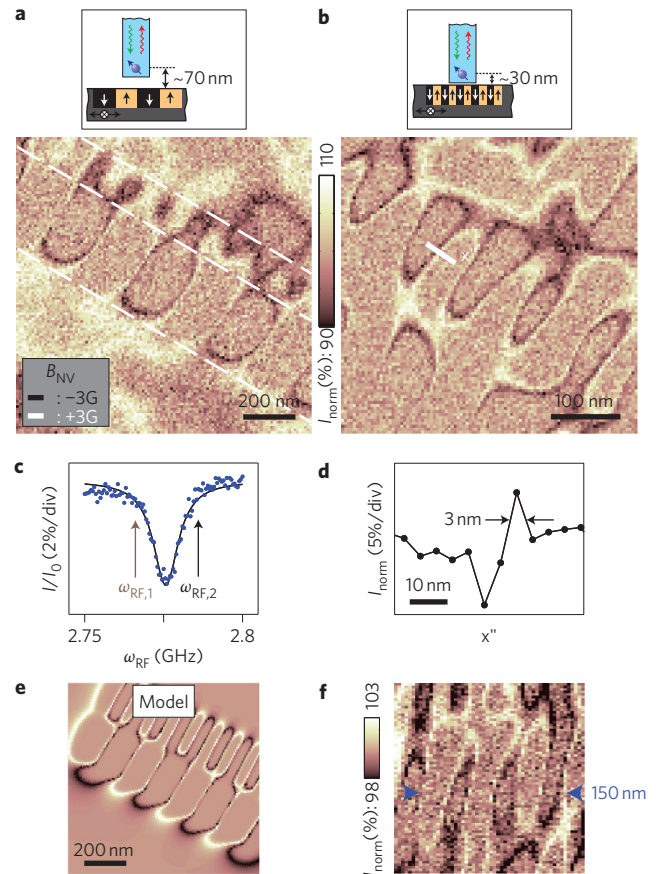 a
~70 nm
b
~30 nm
I_norm(%): 90 110
B_NV
: −3G
: +3G
200 nm
x"
100 nm
c
I/I₀ (2%/div)
ω_RF,1
ω_RF,2
2.75
2.8
ω_RF (GHz)
d
I_norm (5%/div)
3 nm
10 nm
x"
e
Model
200 nm
f
norm(%): 98 103
150 nm